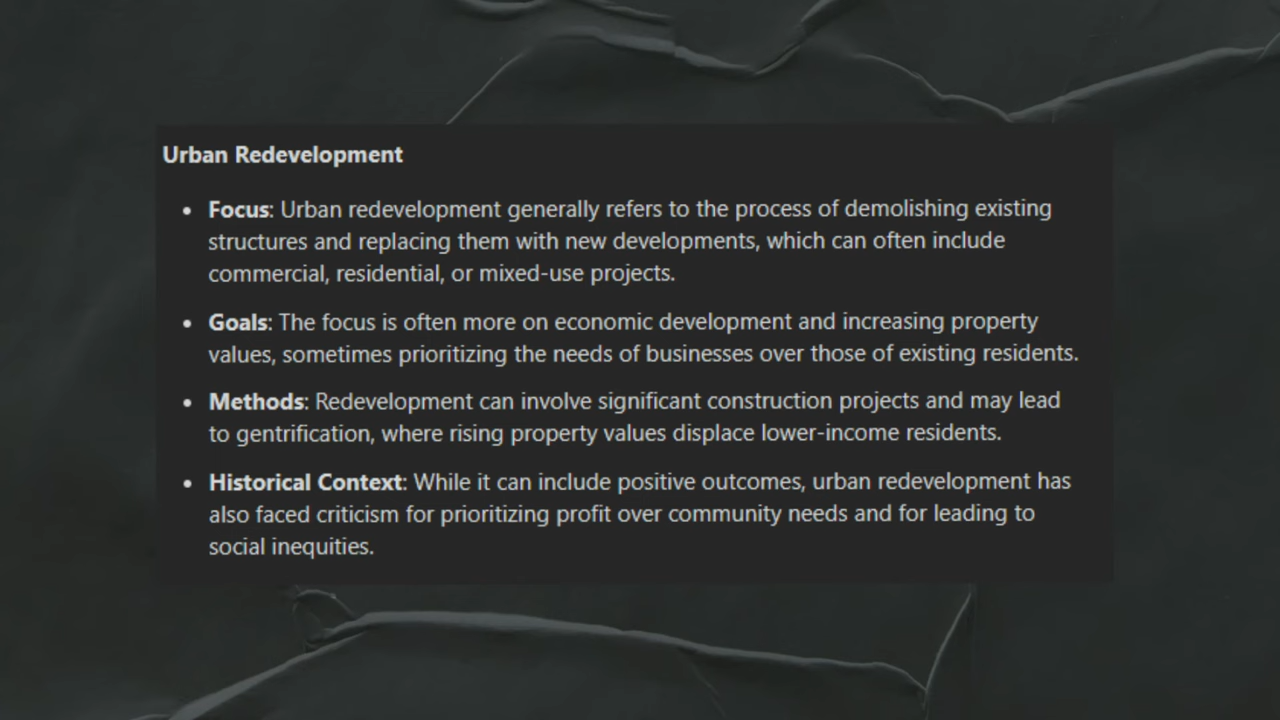 Urban Redevelopment
• Focus: Urban redevelopment generally refers to the process of demolishing existing
structures and replacing them with new developments, which can often include
commercial, residential, or mixed-use projects.
• Goals: The focus is often more on economic development and increasing property
values, sometimes prioritizing the needs of businesses over those of existing residents.
• Methods: Redevelopment can involve significant construction projects and may lead
to gentrification, where rising property values displace lower-income residents.
• Historical Context: While it can include positive outcomes, urban redevelopment has
also faced criticism for prioritizing profit over community needs and for leading to
social inequities.